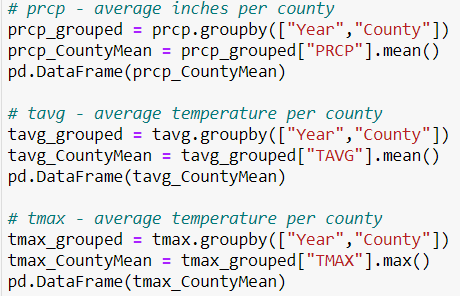 # prcp - average inches per county
prcp_grouped = prcp.groupby(["Year","County"])
prcp_CountyMean = prcp_grouped["PRCP"].mean()
pd.DataFrame(prcp_CountyMean)

# tavg - average temperature per county
tavg_grouped = tavg.groupby(["Year","County"])
tavg_CountyMean = tavg_grouped["TAVG"].mean()
pd.DataFrame(tavg_CountyMean)

# tmax - average temperature per county
tmax_grouped = tmax.groupby(["Year","County"])
tmax_CountyMean = tmax_grouped["TMAX"].max()
pd.DataFrame(tmax_CountyMean)